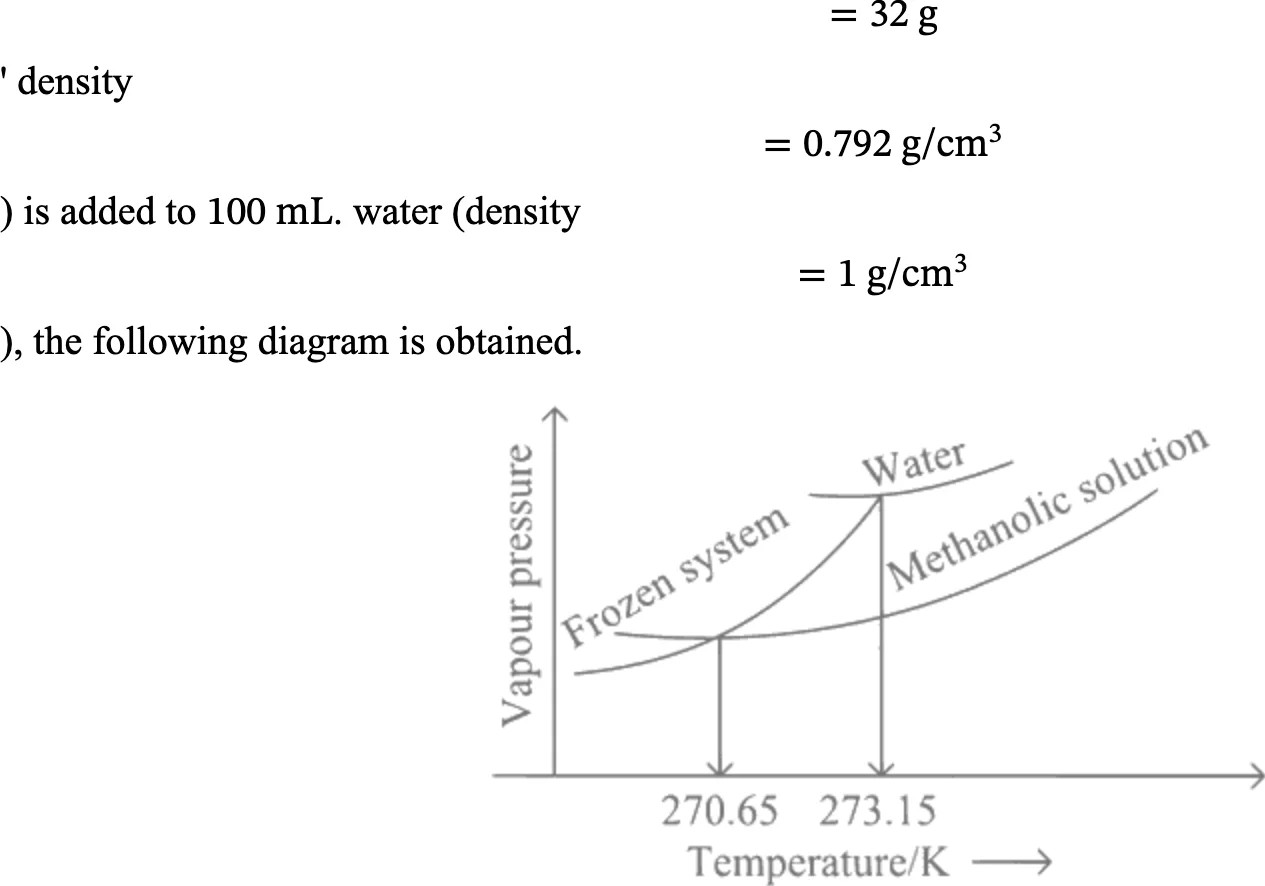 = 32 g
' density
= 0.792 g/cm³
) is added to 100 mL. water (density
= 1 g/cm³
), the following diagram is obtained.
Water
Methanolic solution
Frozen system
Vapour pressure
270.65 273.15
Temperature/K